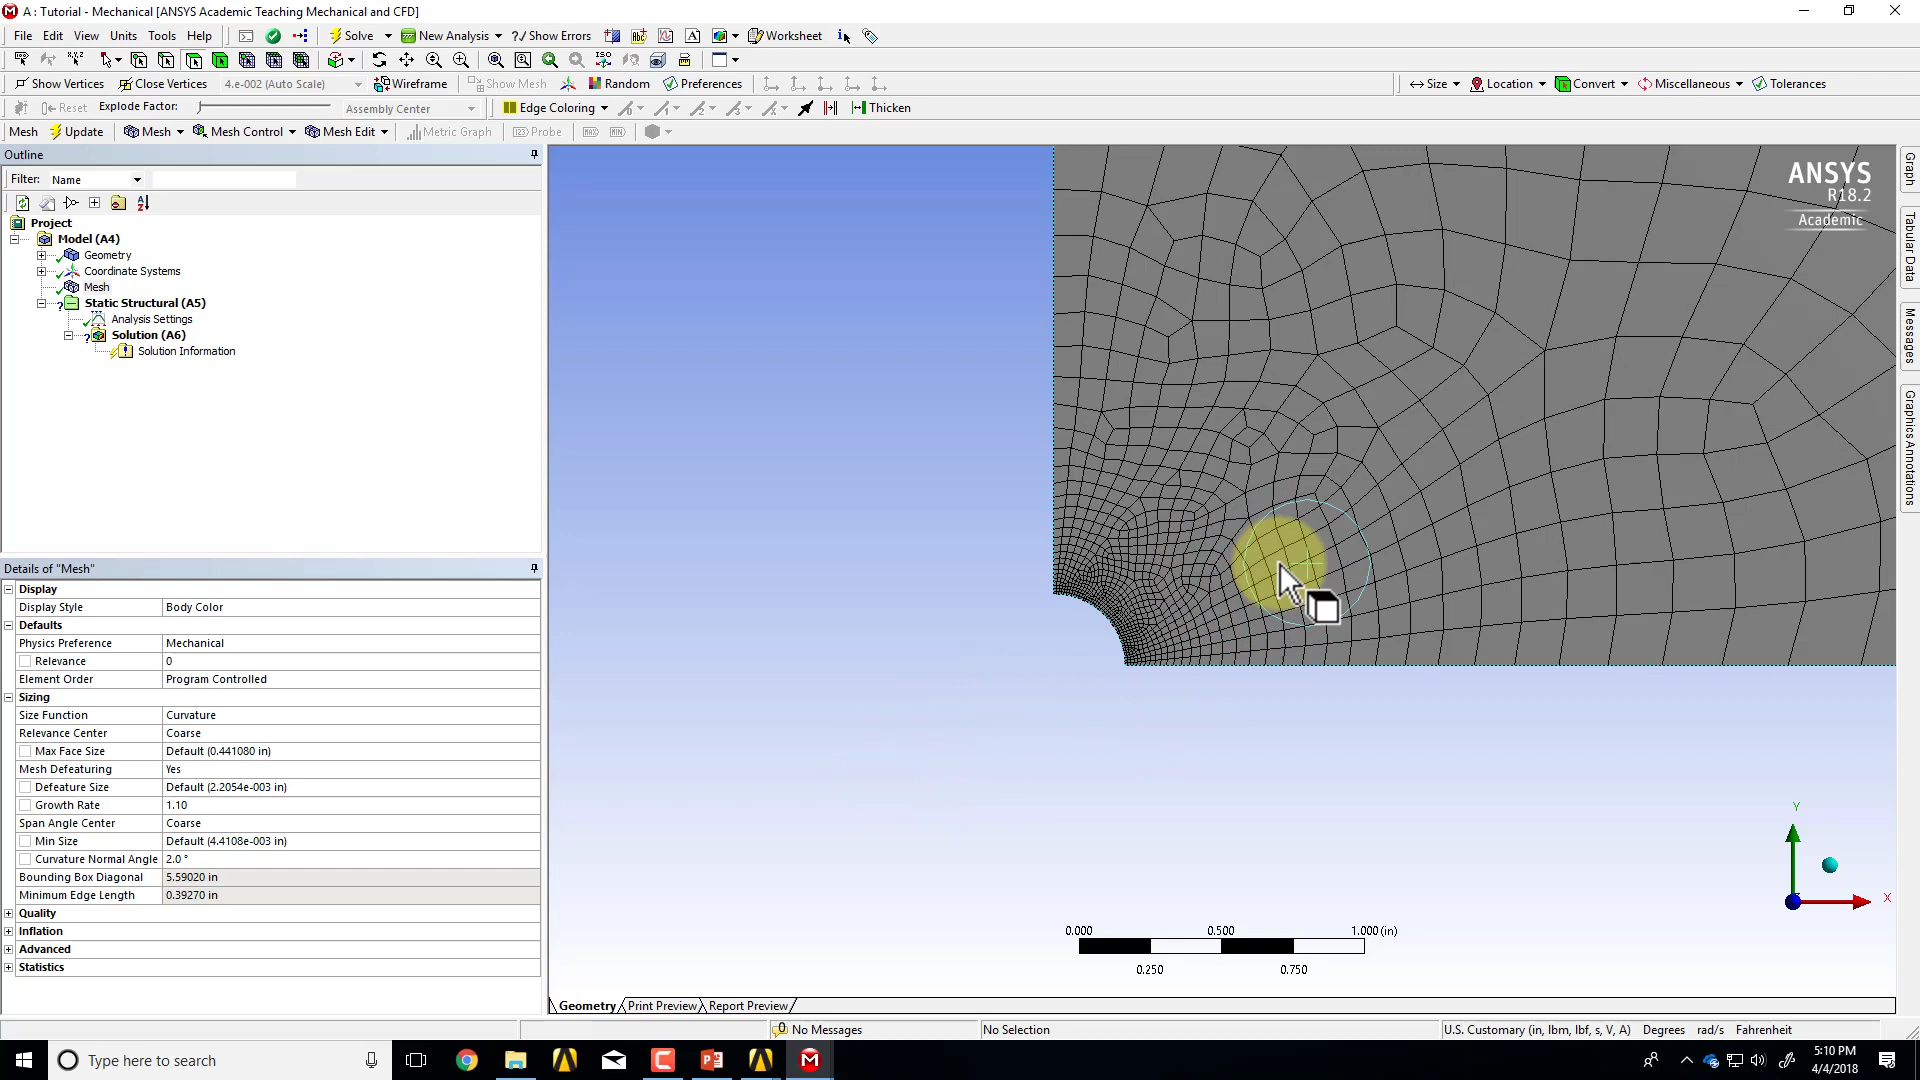 A : Tutorial - Mechanical [ANSYS Academic Teaching Mechanical and CFD]
File Edit View Units Tools Help Solve New Analysis ?/ Show Errors Worksheet
Show Vertices Close Vertices 4.e-002 (Auto Scale) Wireframe Show Mesh Random Preferences Size Location Convert Miscellaneous Tolerances
Reset Explode Factor: Assembly Center Edge Coloring Thicken
Mesh Update Mesh Mesh Control Mesh Edit Metric Graph Probe
Outline
Filter: Name
Project
Model (A4)
Geometry
Coordinate Systems
Mesh
Static Structural (A5)
Analysis Settings
Solution (A6)
Solution Information
Details of "Mesh"
Display
Display Style Body Color
Defaults
Physics Preference Mechanical
Relevance 0
Element Order Program Controlled
Sizing
Size Function Curvature
Relevance Center Coarse
Max Face Size Default (0.441080 in)
Mesh Defeaturing Yes
Defeature Size Default (2.2054e-003 in)
Growth Rate 1.10
Span Angle Center Coarse
Min Size Default (4.4108e-003 in)
Curvature Normal Angle 2.0 °
Bounding Box Diagonal 5.59020 in
Minimum Edge Length 0.39270 in
Quality
Inflation
Advanced
Statistics
ANSYS
R18.2
Academic
Graph
Tabular Data
Messages
Graphics Annotations
Y
X
0.000 0.500 1.000 (in)
0.250 0.750
Geometry Print Preview Report Preview
No Messages No Selection U.S. Customary (in, lbm, lbf, s, V, A) Degrees rad/s Fahrenheit
Type here to search
5:10 PM
4/4/2018